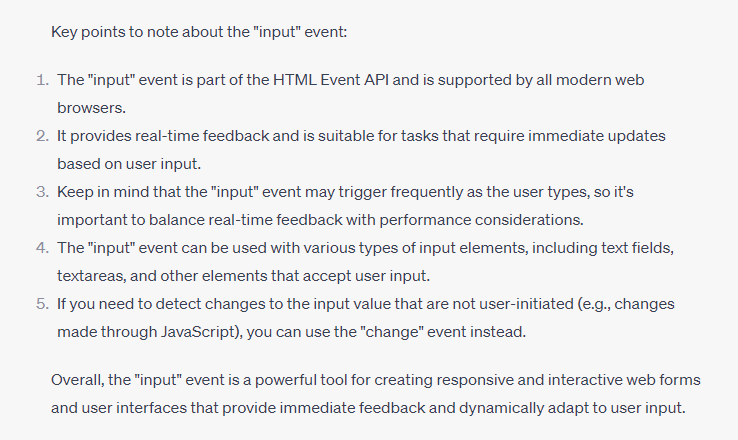 Key points to note about the "input" event:
1. The "input" event is part of the HTML Event API and is supported by all modern web
browsers.
2. It provides real-time feedback and is suitable for tasks that require immediate updates
based on user input.
3. Keep in mind that the "input" event may trigger frequently as the user types, so it's
important to balance real-time feedback with performance considerations.
4. The "input" event can be used with various types of input elements, including text fields,
textareas, and other elements that accept user input.
5. If you need to detect changes to the input value that are not user-initiated (e.g., changes
made through JavaScript), you can use the "change" event instead.
Overall, the "input" event is a powerful tool for creating responsive and interactive web forms
and user interfaces that provide immediate feedback and dynamically adapt to user input.